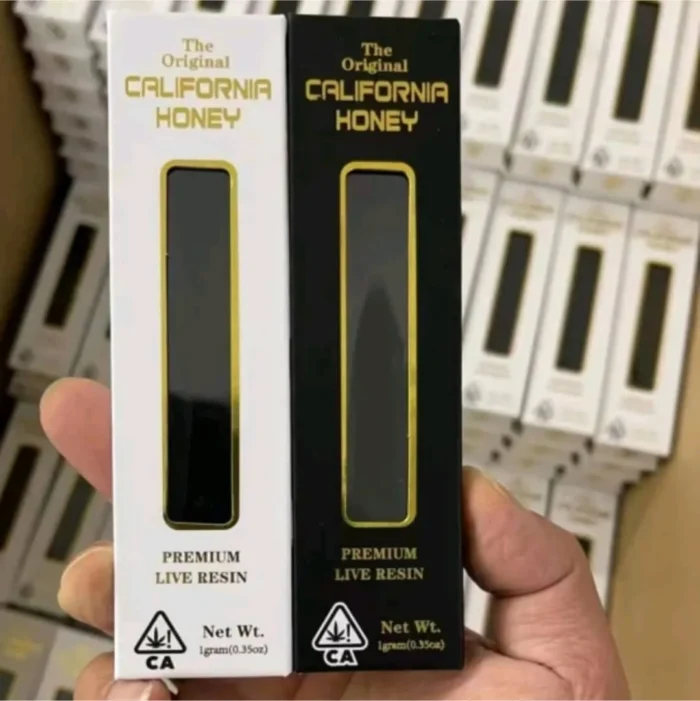 The
Original
CALIFORNIA
HONEY
PREMIUM
LIVE RESIN
CA
Net Wt.
1gram(0.35oz)
The
Original
CALIFORNIA
HONEY
PREMIUM
LIVE RESIN
CA
Net Wt.
1gram(0.35oz)